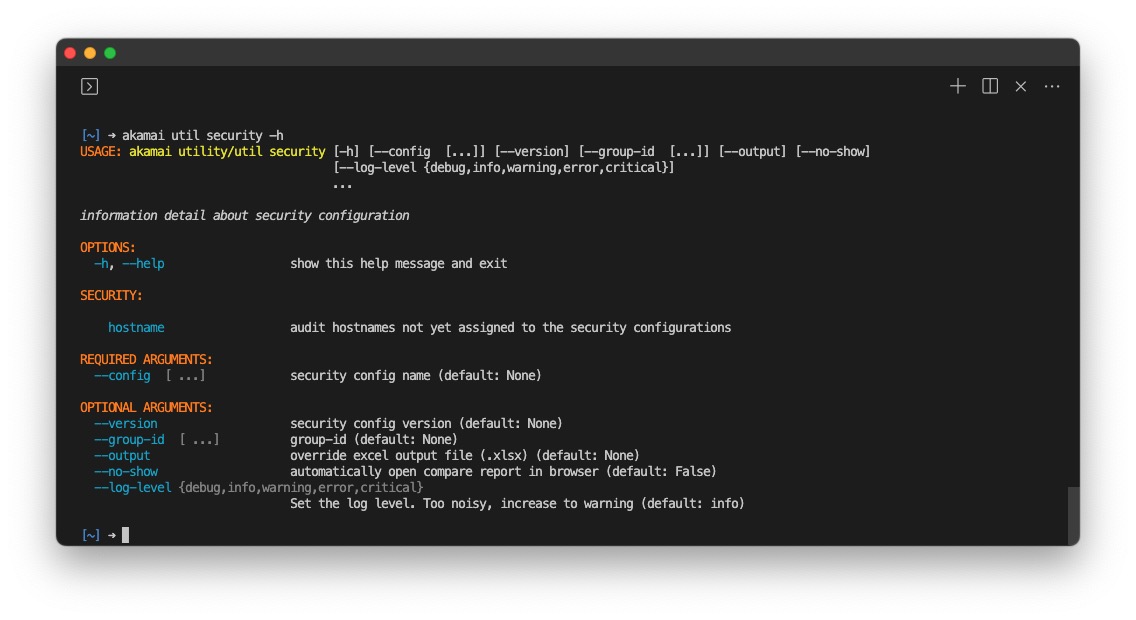 [~] → akamai util security -h
USAGE: akamai utility/util security [-h] [--config  [...]] [--version] [--group-id  [...]] [--output] [--no-show]
[--log-level {debug,info,warning,error,critical}]
...
information detail about security configuration
OPTIONS:
-h, --help show this help message and exit
SECURITY:
hostname audit hostnames not yet assigned to the security configurations
REQUIRED ARGUMENTS:
--config  [ ...] security config name (default: None)
OPTIONAL ARGUMENTS:
--version security config version (default: None)
--group-id  [ ...] group-id (default: None)
--output override excel output file (.xlsx) (default: None)
--no-show automatically open compare report in browser (default: False)
--log-level {debug,info,warning,error,critical}
Set the log level. Too noisy, increase to warning (default: info)
[~] →